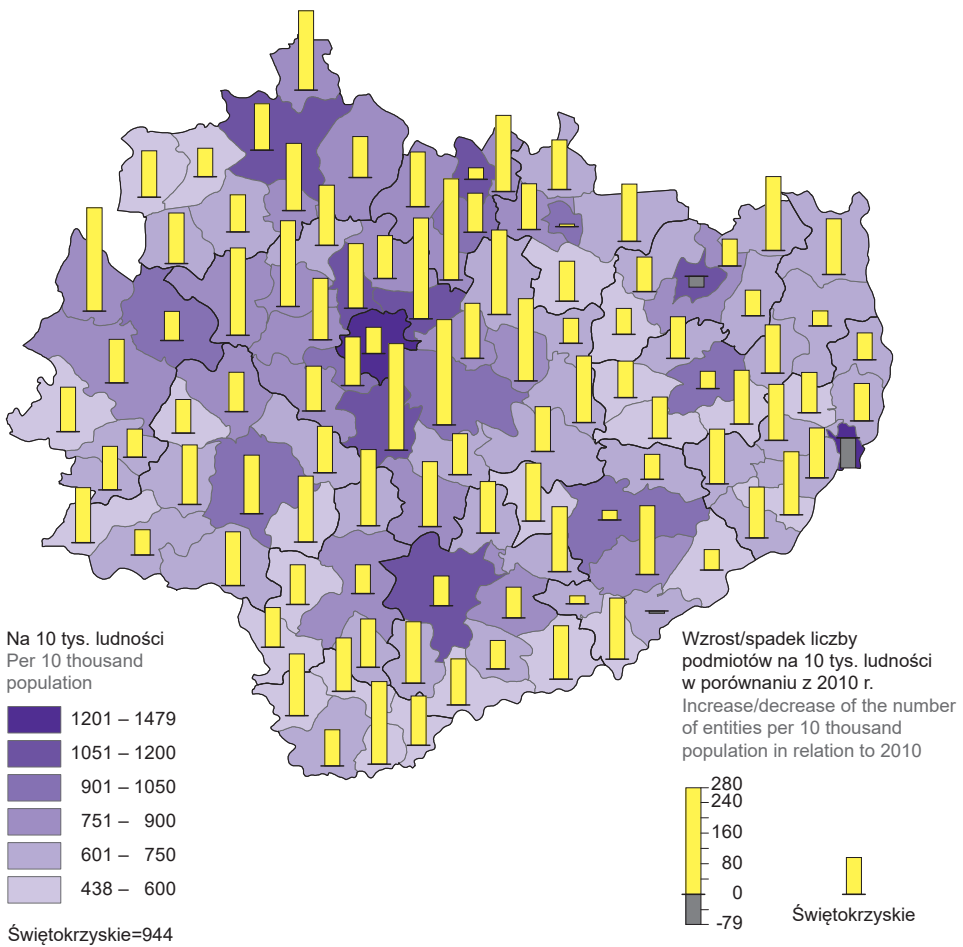 Na 10 tys. ludności
Per 10 thousand
population
1201 – 1479
1051 – 1200
901 – 1050
751 – 900
601 – 750
438 – 600
Świętokrzyskie=944
Wzrost/spadek liczby
podmiotów na 10 tys. ludności
w porównaniu z 2010 r.
Increase/decrease of the number
of entities per 10 thousand
population in relation to 2010
280
240
160
80
0
-79
Świętokrzyskie